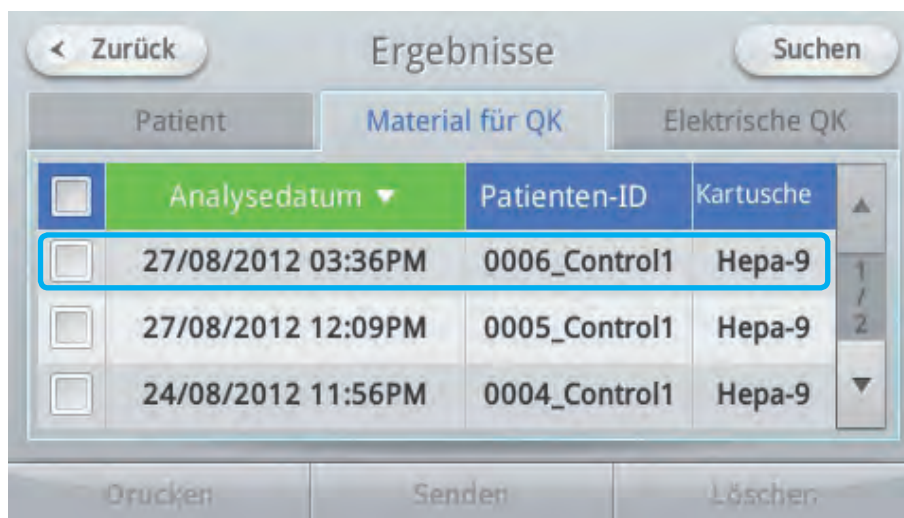 < Zurück Ergebnisse Suchen
Patient Material für QK Elektrische QK
Analysedatum ▼ Patienten-ID Kartusche
27/08/2012 03:36PM 0006_Control1 Hepa-9
27/08/2012 12:09PM 0005_Control1 Hepa-9
24/08/2012 11:56PM 0004_Control1 Hepa-9
1 / 2
Drucken Senden Löschen